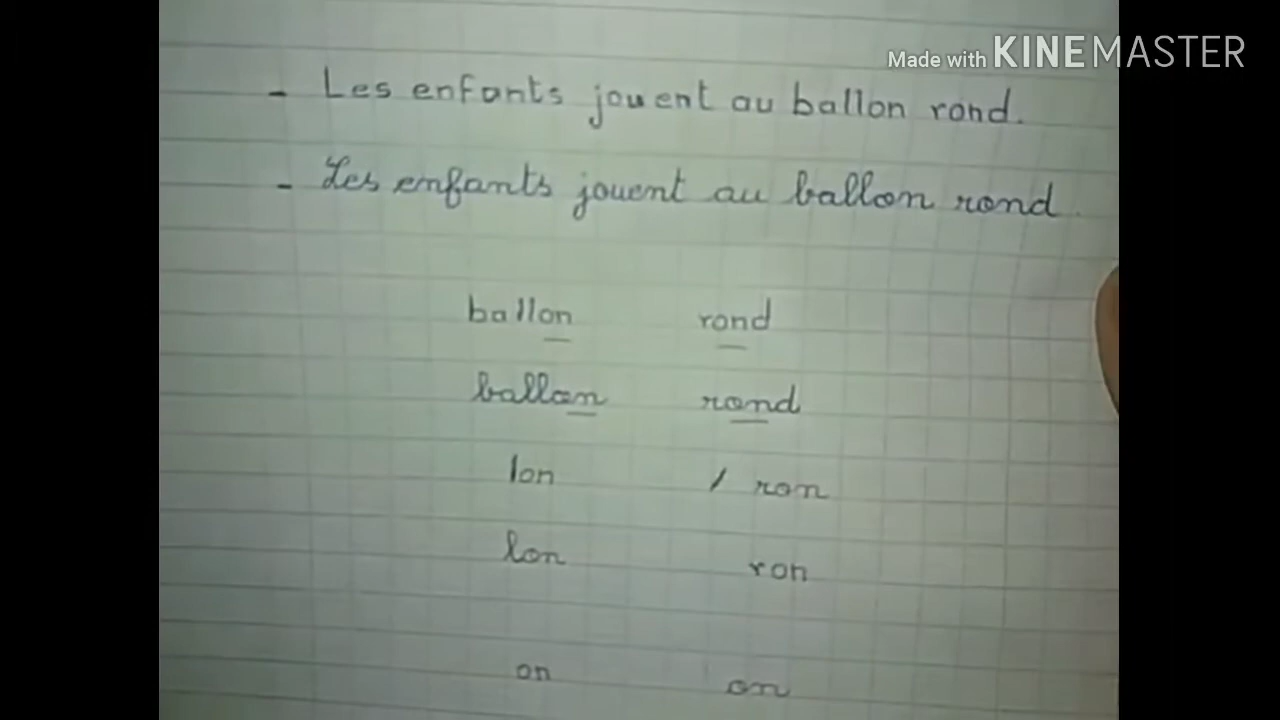 Made with KINEMASTER
- Les enfants jouent au ballon rond.
- Les enfants jouent au ballon rond.
ballon rond
ballon rond
lon / ron
lon ron
on on